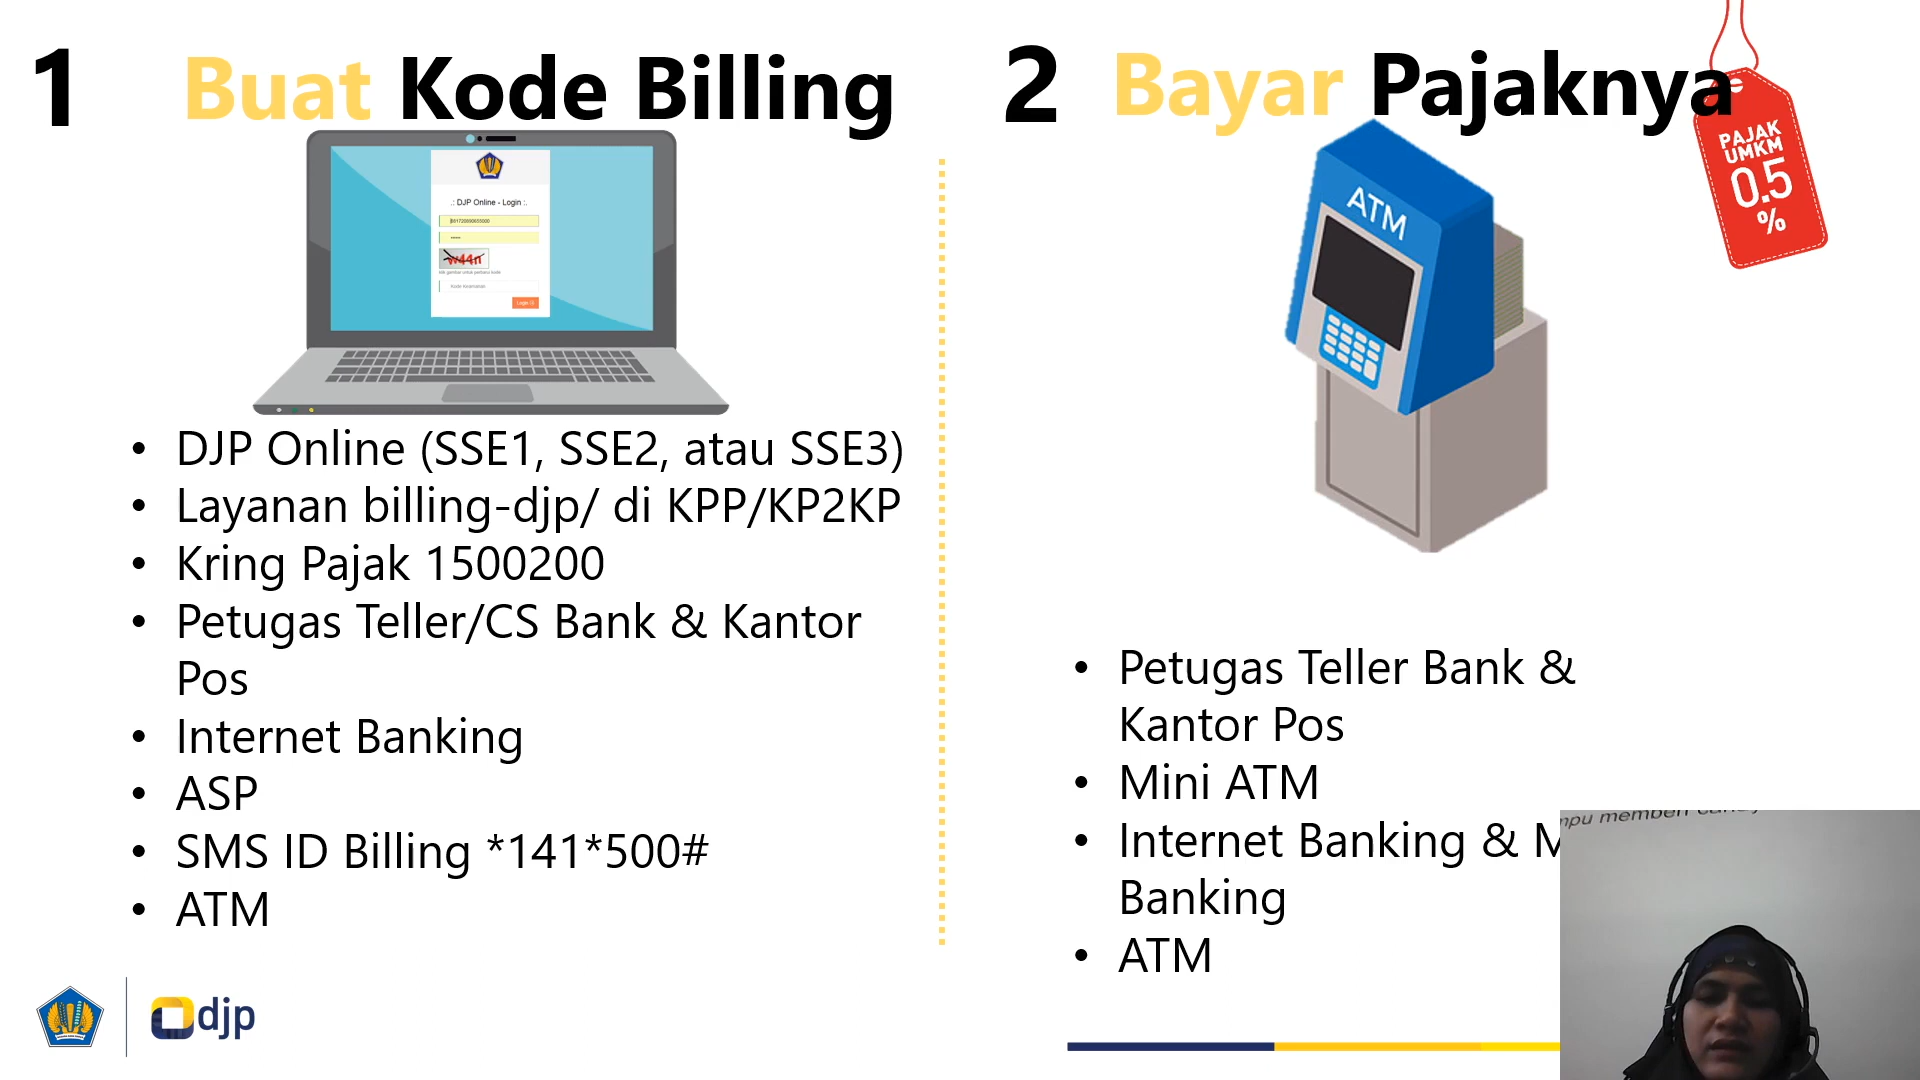 1 Buat Kode Billing
.: DJP Online - Login :.
w44n
Login
DJP Online (SSE1, SSE2, atau SSE3)
Layanan billing-djp/ di KPP/KP2KP
Kring Pajak 1500200
Petugas Teller/CS Bank & Kantor
Pos
Internet Banking
ASP
SMS ID Billing *141*500#
ATM
2 Bayar Pajaknya
PAJAK
UMKM
0.5
%
ATM
Petugas Teller Bank &
Kantor Pos
Mini ATM
Internet Banking & M
Banking
ATM
djp
memberi